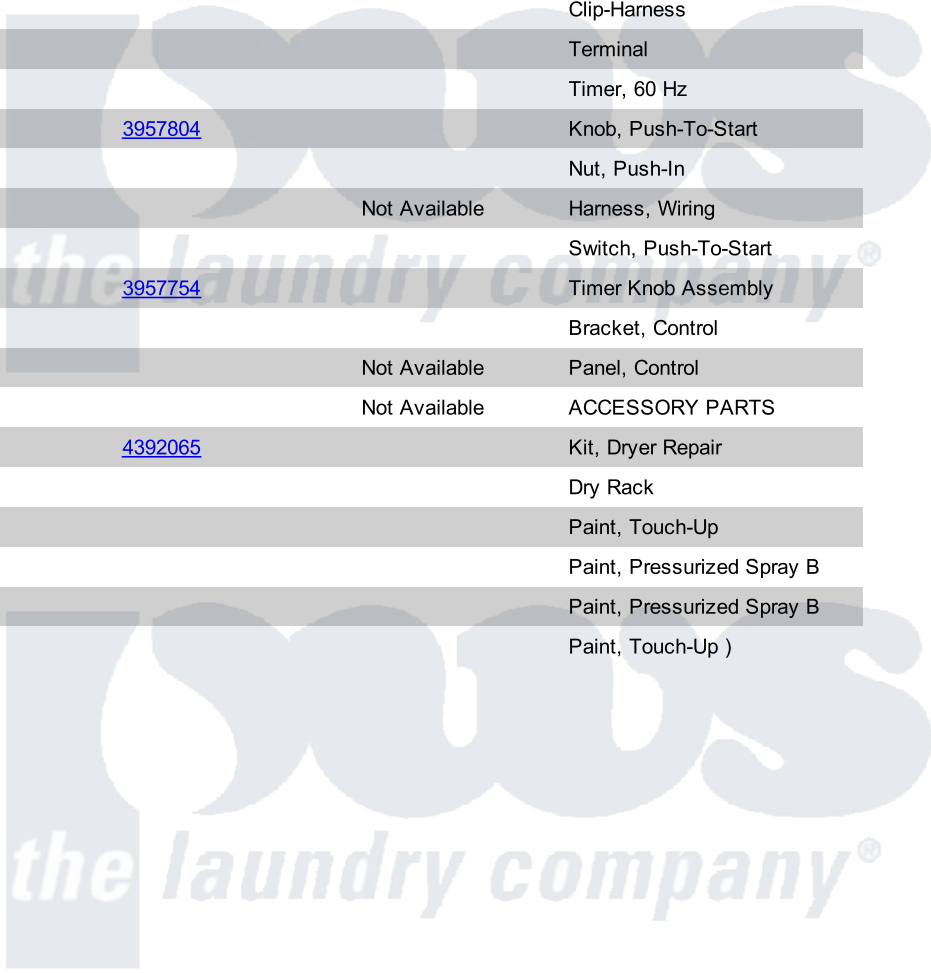 Clip-Harness
Terminal
Timer, 60 Hz
3957804 Knob, Push-To-Start
Nut, Push-In
Not Available Harness, Wiring
Switch, Push-To-Start
the laundry company®
3957754 Timer Knob Assembly
Bracket, Control
Not Available Panel, Control
Not Available ACCESSORY PARTS
4392065 Kit, Dryer Repair
Dry Rack
Paint, Touch-Up
Paint, Pressurized Spray B
Paint, Pressurized Spray B
Paint, Touch-Up )
pws
the laundry company®